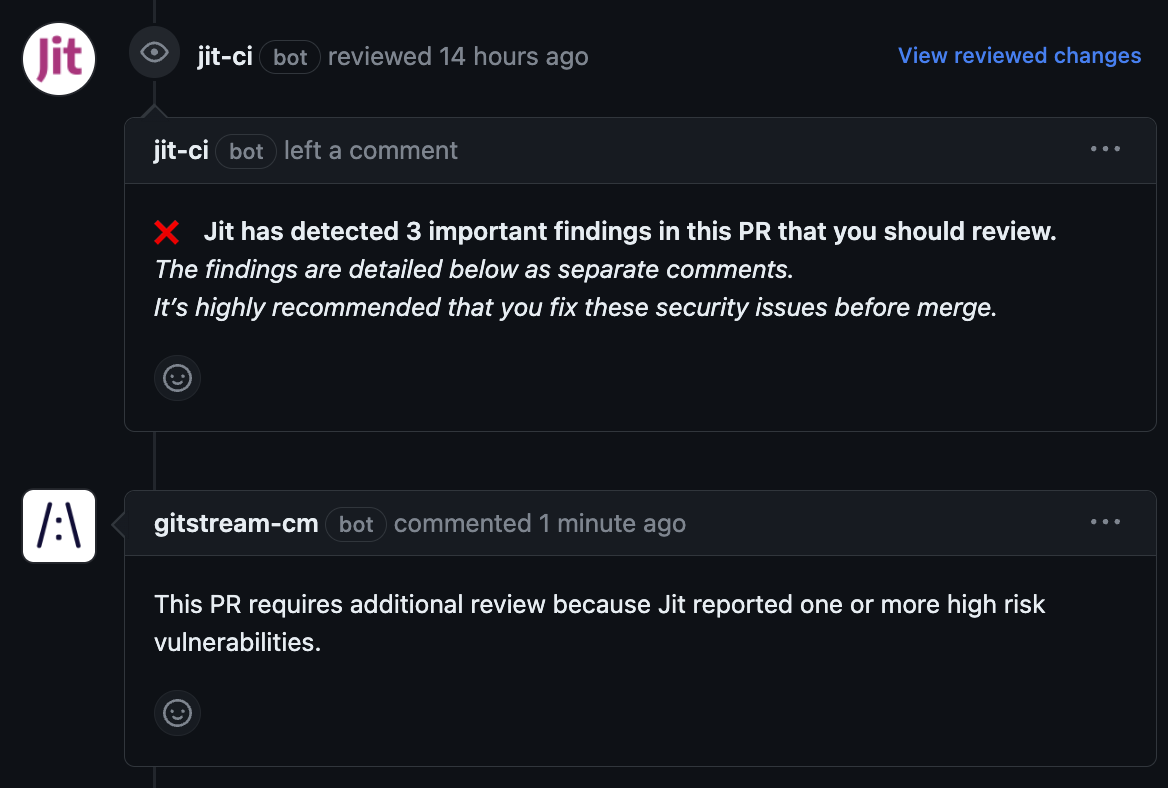 Jit
jit-ci bot reviewed 14 hours ago
View reviewed changes
jit-ci bot left a comment
❌ Jit has detected 3 important findings in this PR that you should review.
The findings are detailed below as separate comments.
It’s highly recommended that you fix these security issues before merge.
/:\
gitstream-cm bot commented 1 minute ago
This PR requires additional review because Jit reported one or more high risk
vulnerabilities.